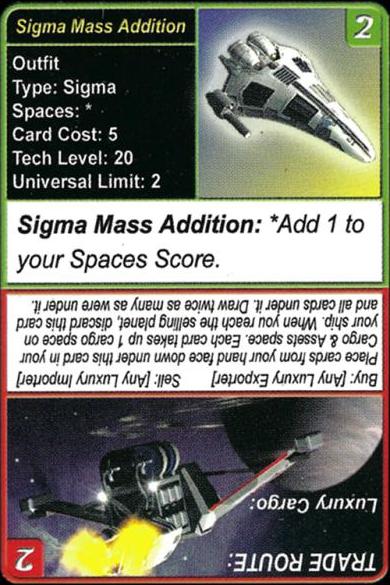 Sigma Mass Addition
2
Outfit
Type: Sigma
Spaces: *
Card Cost: 5
Tech Level: 20
Universal Limit: 2
Sigma Mass Addition: *Add 1 to
your Spaces Score.
TRADE ROUTE:
2
Luxury Cargo:
Buy: [Any Luxury Exporter] Sell: [Any Luxury Importer]
Place cards from your hand face down under this card in your
Cargo & Assets space. Each card takes up 1 cargo space on
your ship. When you reach the selling planet, discard this card
and all cards under it. Draw twice as many as were under it.